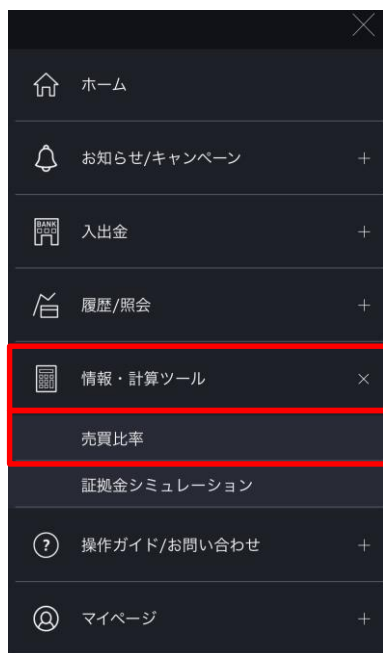 ホーム
お知らせ/キャンペーン
BANK
入出金
履歴/照会
情報・計算ツール
売買比率
証拠金シミュレーション
?
操作ガイド/お問い合わせ
マイページ